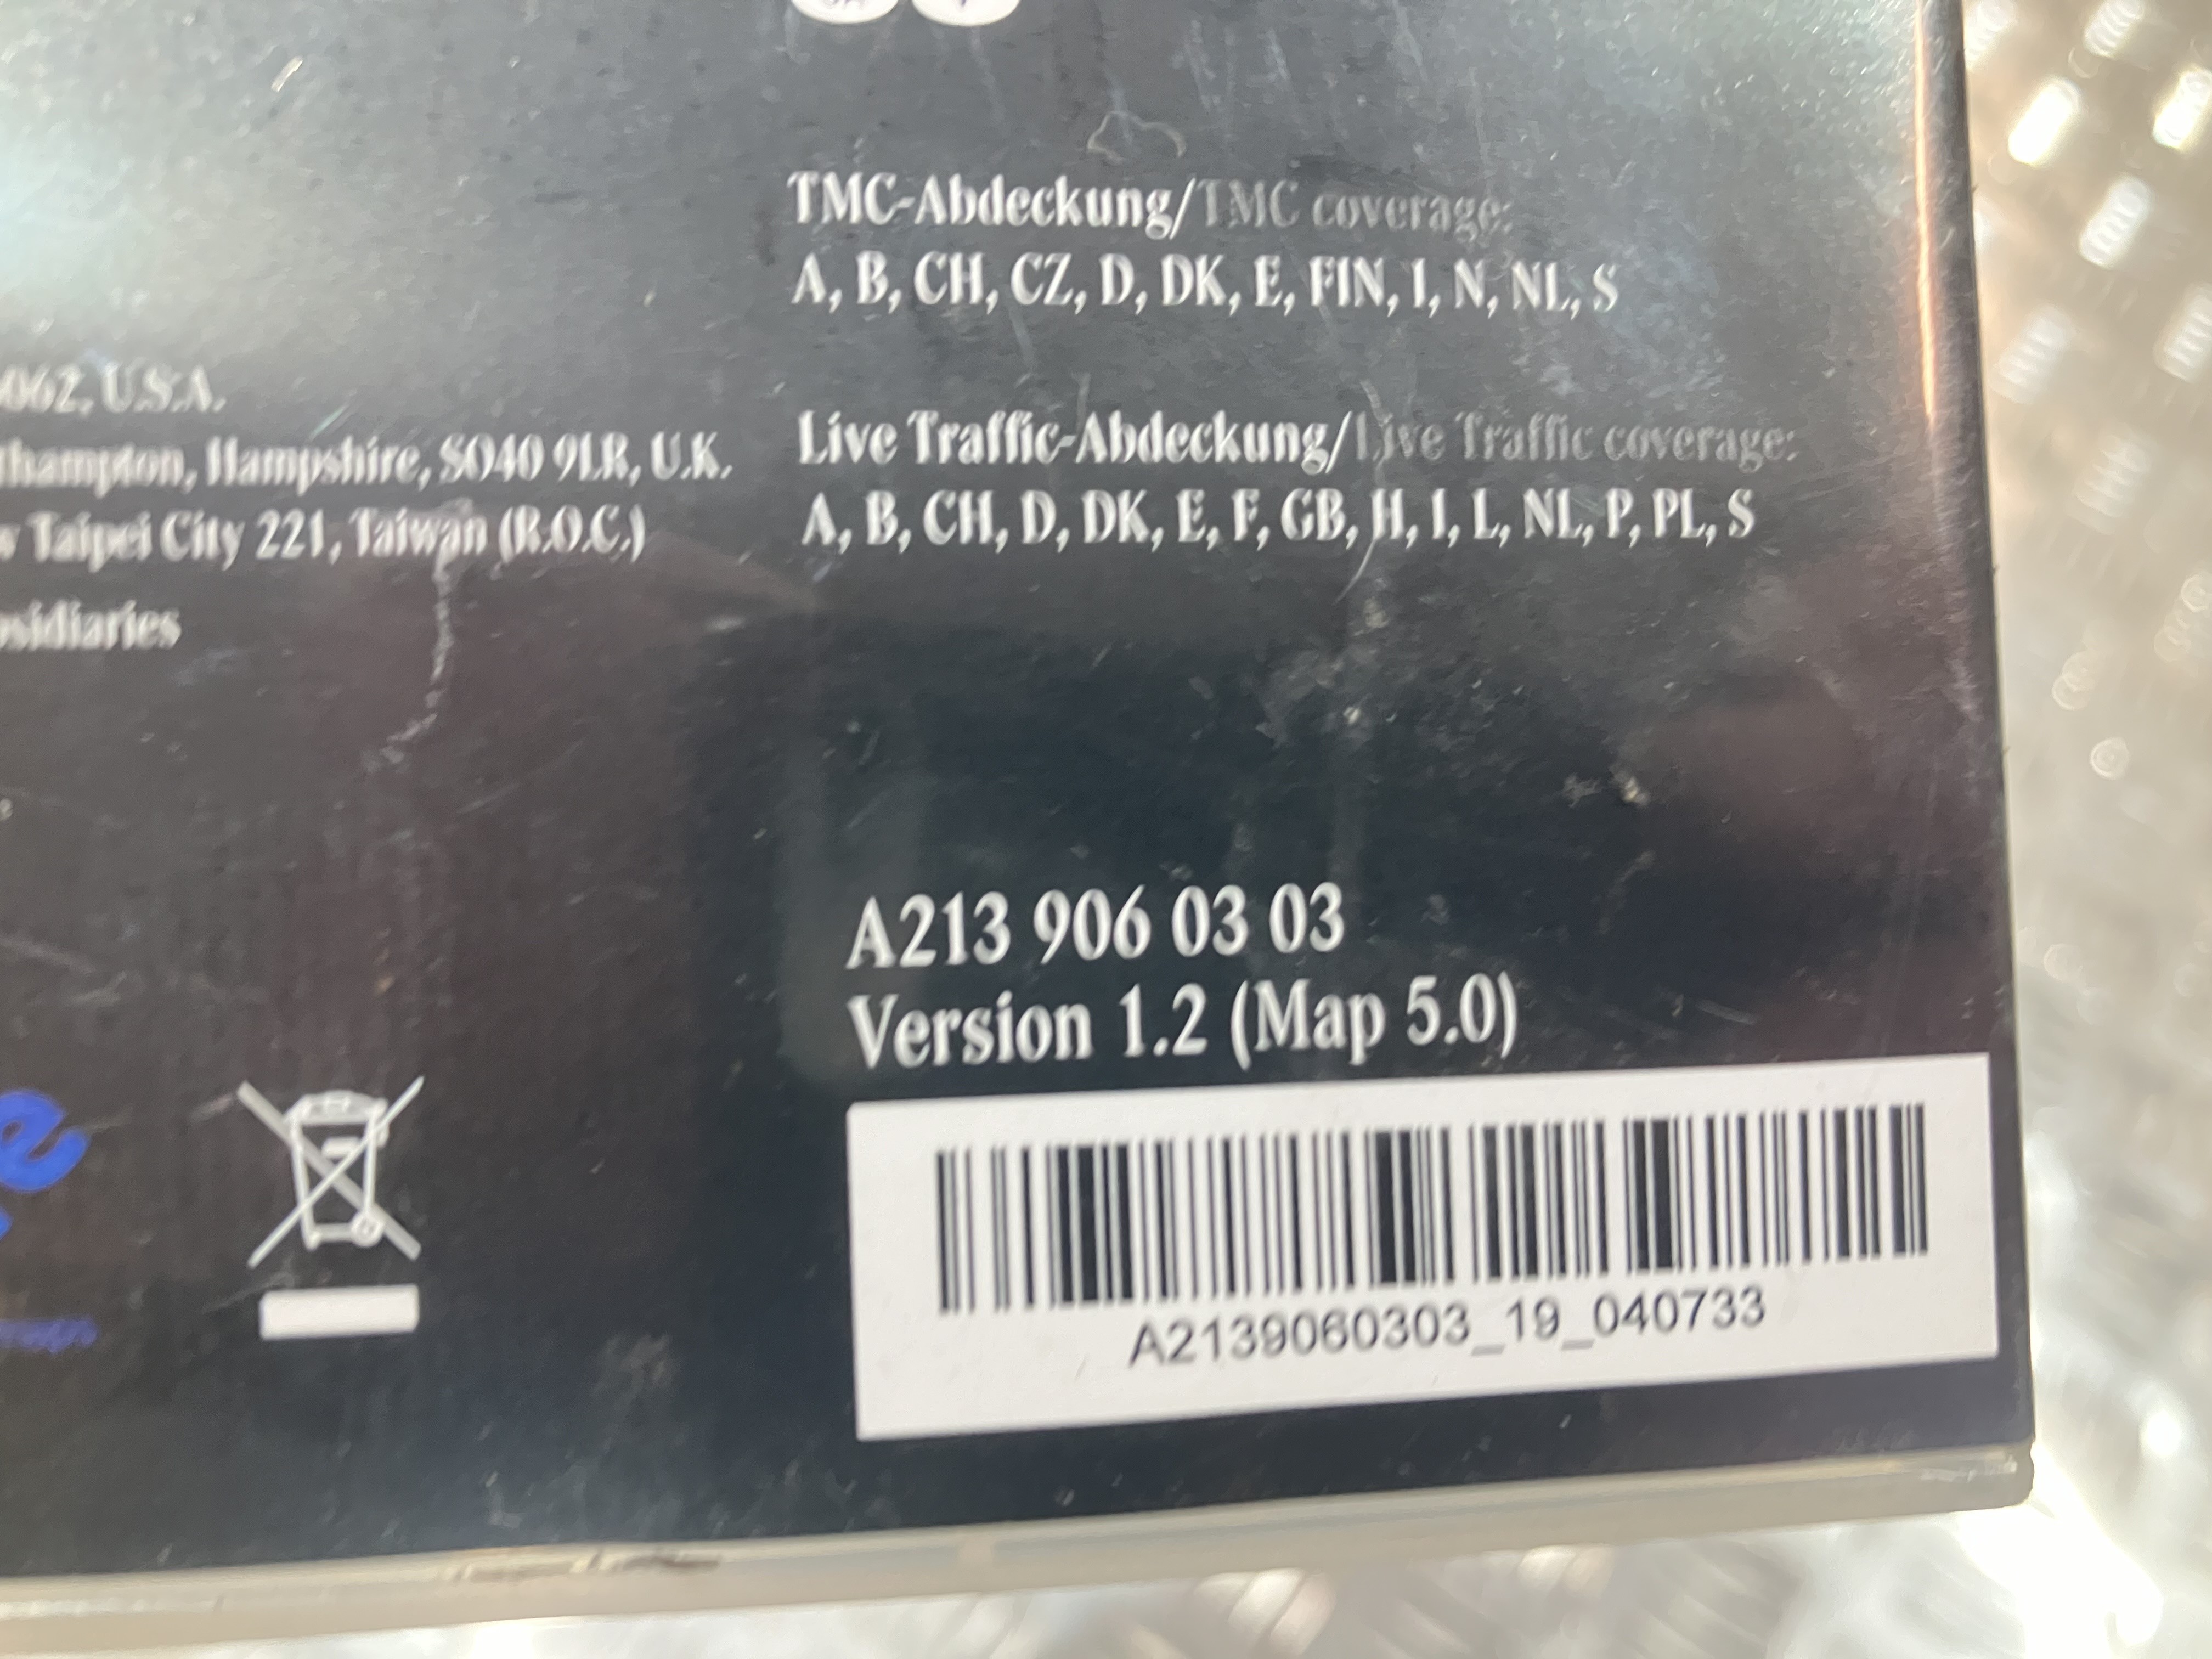 062, U.S.A.
thampton, Hampshire, SO40 9LR, U.K.
Taipei City 221, Taiwan (R.O.C.)
sidiaries
TMC-Abdeckung/TMC coverage:
A, B, CH, CZ, D, DK, E, FIN, I, N, NL, S
Live Traffic-Abdeckung/Live Traffic coverage:
A, B, CH, D, DK, E, F, GB, H, I, L, NL, P, PL, S
A213 906 03 03
Version 1.2 (Map 5.0)
A2139060303_19_040733
e